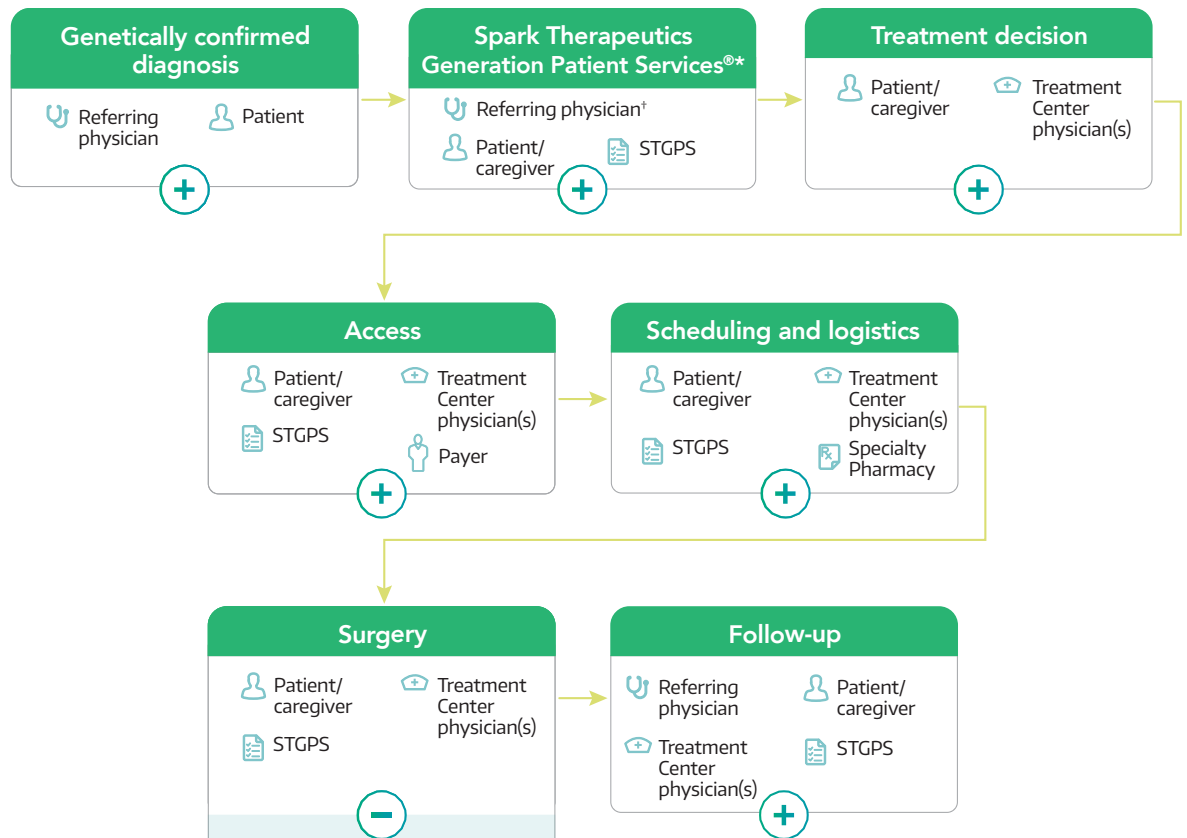 Genetically confirmed
diagnosis
Referring
physician
Patient
Spark Therapeutics
Generation Patient Services®*
Referring physician†
Patient/
caregiver
STGPS
Treatment decision
Patient/
caregiver
Treatment
Center
physician(s)
Access
Patient/
caregiver
Treatment
Center
physician(s)
STGPS
Payer
Scheduling and logistics
Patient/
caregiver
Treatment
Center
physician(s)
STGPS
Specialty
Pharmacy
Surgery
Patient/
caregiver
Treatment
Center
physician(s)
STGPS
Follow-up
Referring
physician
Patient/
caregiver
Treatment
Center
physician(s)
STGPS